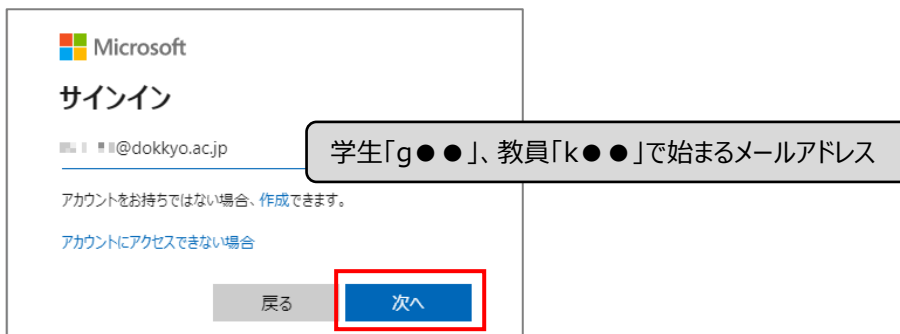 Microsoft
サインイン
@dokkyo.ac.jp
学生「g●●」、教員「k●●」で始まるメールアドレス
アカウントをお持ちではない場合、作成できます。
アカウントにアクセスできない場合
戻る
次へ